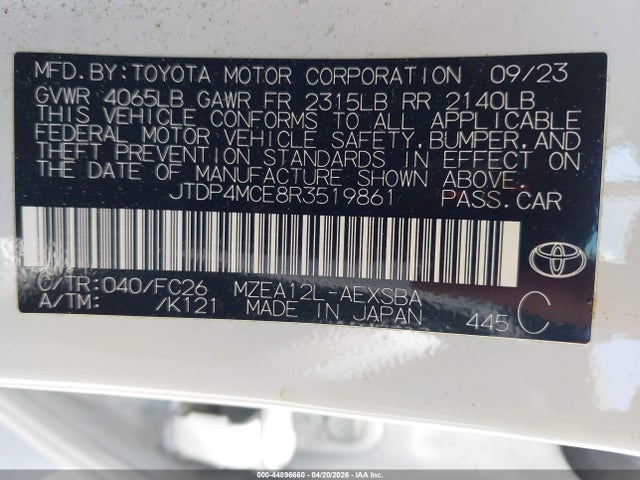 MFD.BY:TOYOTA MOTOR CORPORATION 09/23
GVWR 4065LB GAWR FR 2315LB RR 2140LB
THIS VEHICLE CONFORMS TO ALL APPLICABLE
FEDERAL MOTOR VEHICLE SAFETY,BUMPER,AND
THEFT PREVENTION STANDARDS IN EFFECT ON
THE DATE OF MANUFACTURE SHOWN ABOVE.
JTDP4MCE8R3519861 PASS.CAR
C/TR:040/FC26 MZEA12L-AEXSBA
A/TM: /K121 MADE IN JAPAN 445 C
000-44896660 - 04/20/2026 - IAAI.COM